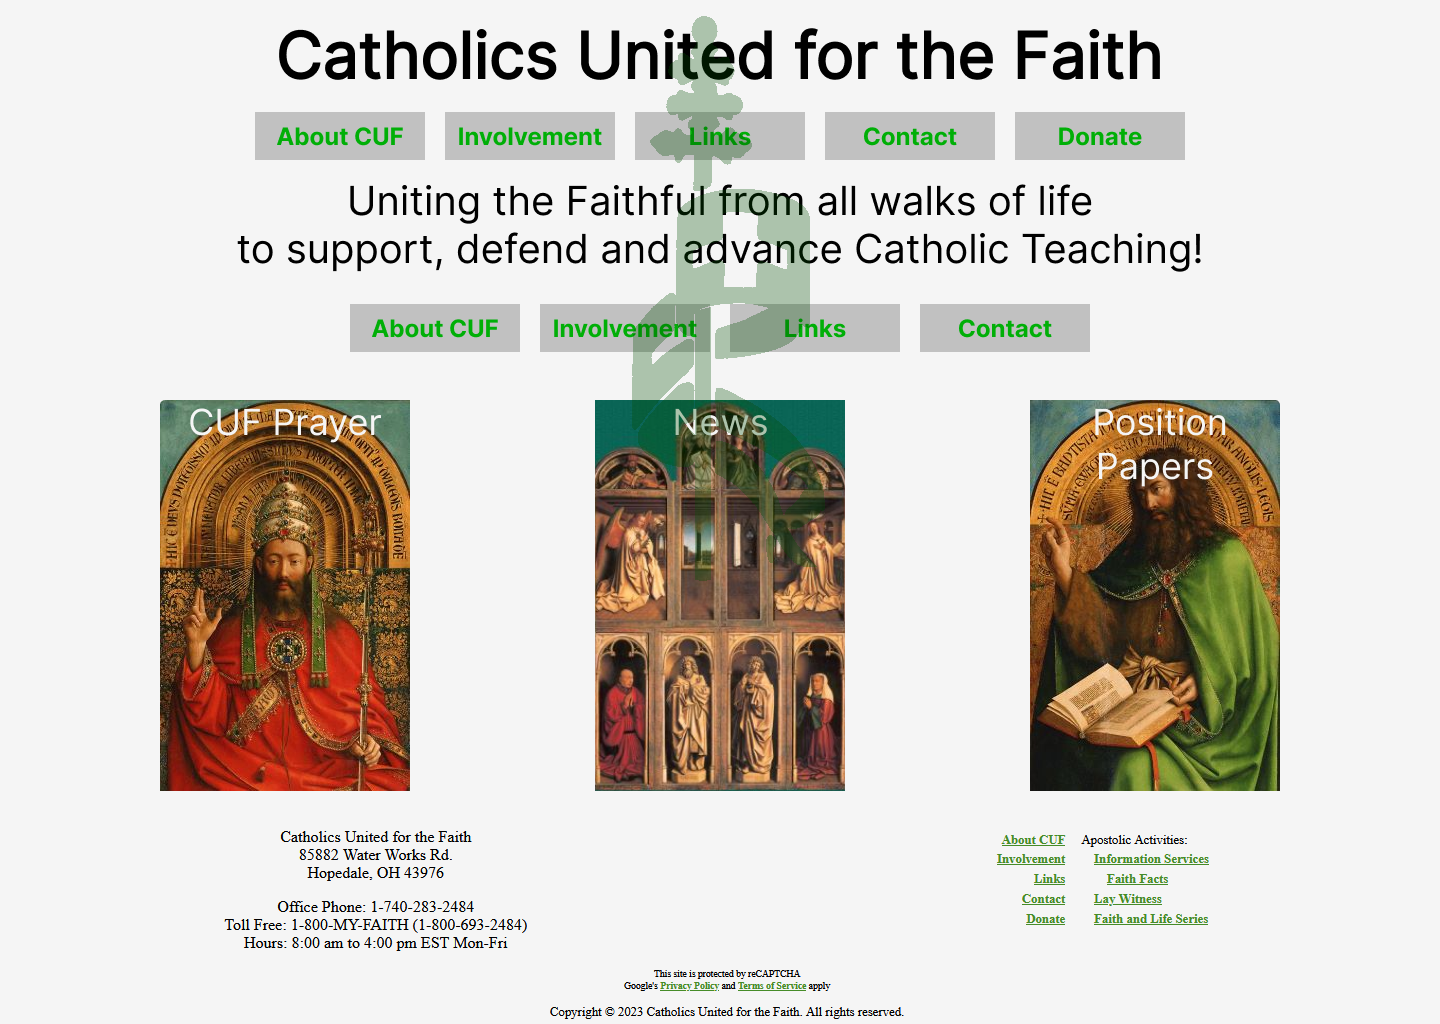 Catholics United for the Faith
About CUF
Involvement
Links
Contact
Donate
Uniting the Faithful from all walks of life
to support, defend and advance Catholic Teaching!
About CUF
Involvement
Links
Contact
CUF Prayer
News
Position
Papers
Catholics United for the Faith
85882 Water Works Rd.
Hopedale, OH 43976
Office Phone: 1-740-283-2484
Toll Free: 1-800-MY-FAITH (1-800-693-2484)
Hours: 8:00 am to 4:00 pm EST Mon-Fri
About CUF
Involvement
Links
Contact
Donate
Apostolic Activities:
Information Services
Faith Facts
Lay Witness
Faith and Life Series
This site is protected by reCAPTCHA
Google's Privacy Policy and Terms of Service apply
Copyright © 2023 Catholics United for the Faith. All rights reserved.